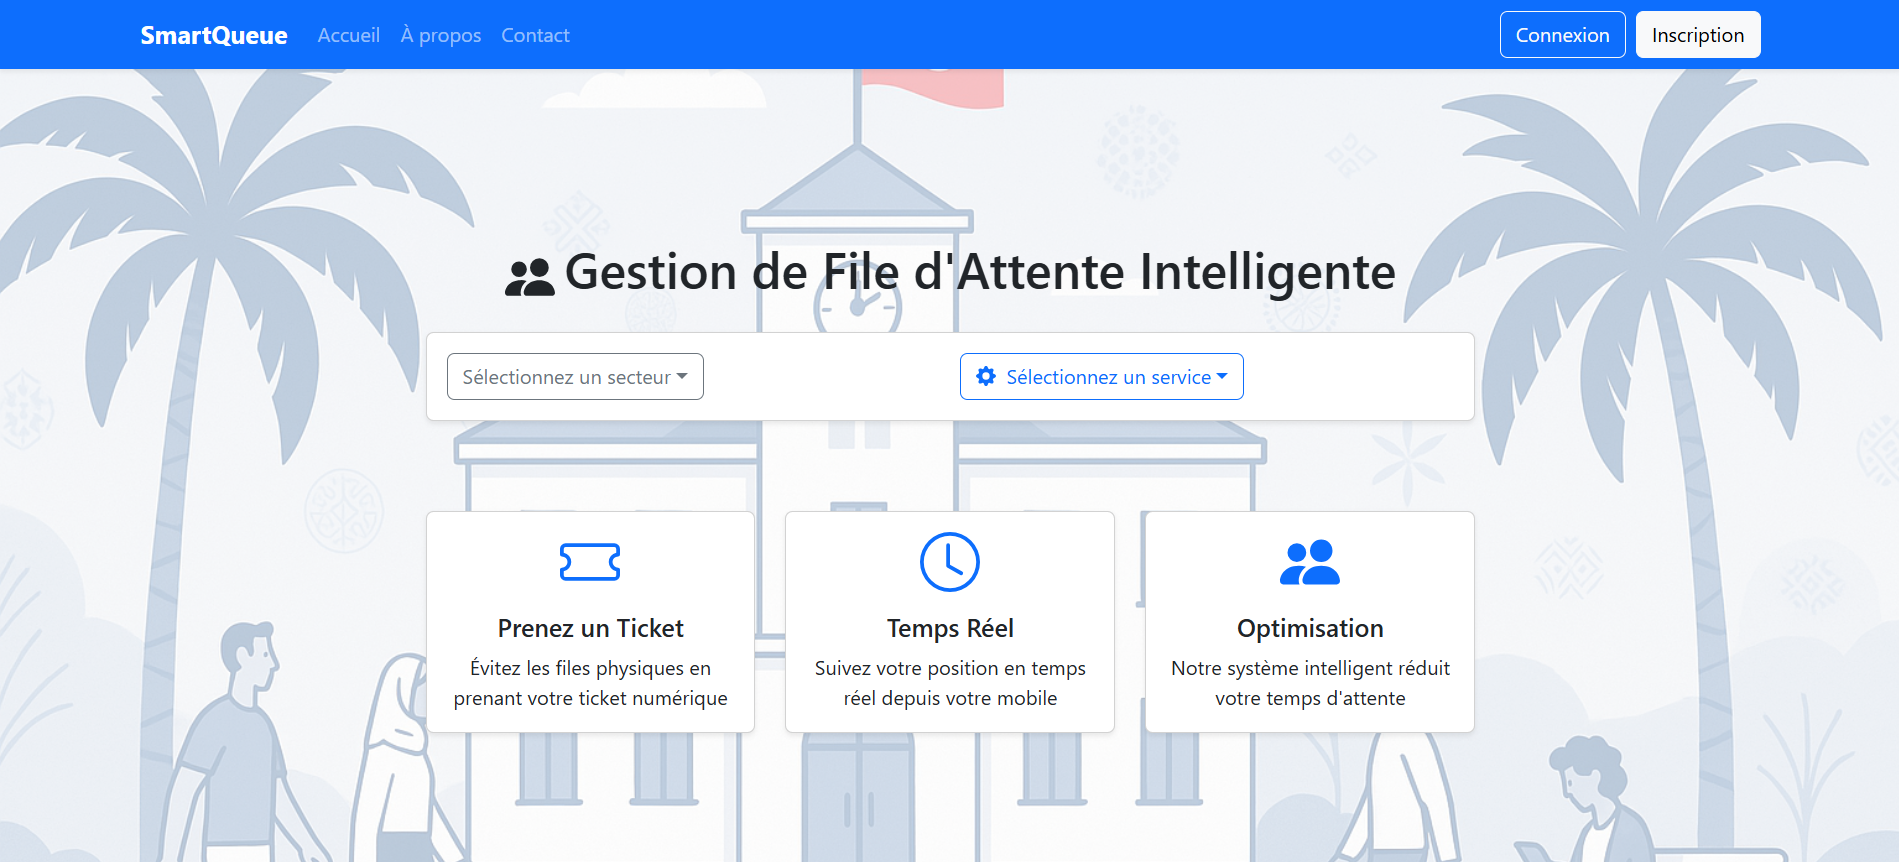 SmartQueue Accueil À propos Contact Connexion Inscription
Gestion de File d'Attente Intelligente
Sélectionnez un secteur Sélectionnez un service
Prenez un Ticket
Évitez les files physiques en
prenant votre ticket numérique
Temps Réel
Suivez votre position en temps
réel depuis votre mobile
Optimisation
Notre système intelligent réduit
votre temps d'attente